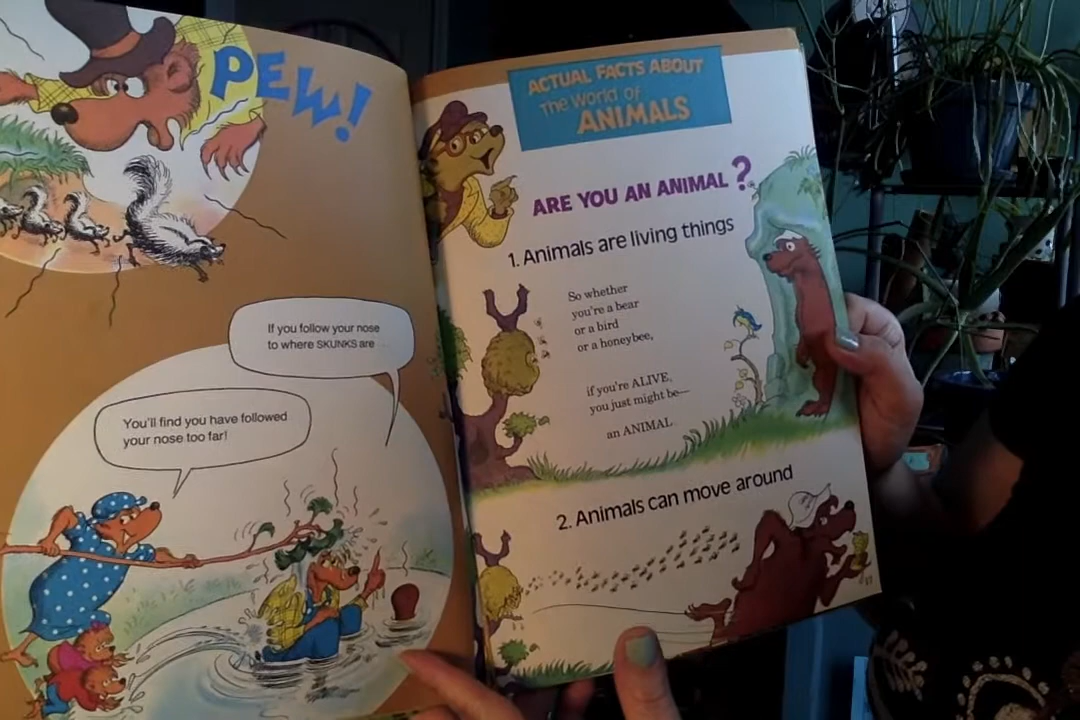 PEW!
If you follow your nose
to where SKUNKS are
You'll find you have followed
your nose too far!
ACTUAL FACTS ABOUT
The World of
ANIMALS
ARE YOU AN ANIMAL?
1. Animals are living things
So whether
you're a bear
or a bird
or a honeybee,
if you're ALIVE,
you just might be—
an ANIMAL.
2. Animals can move around